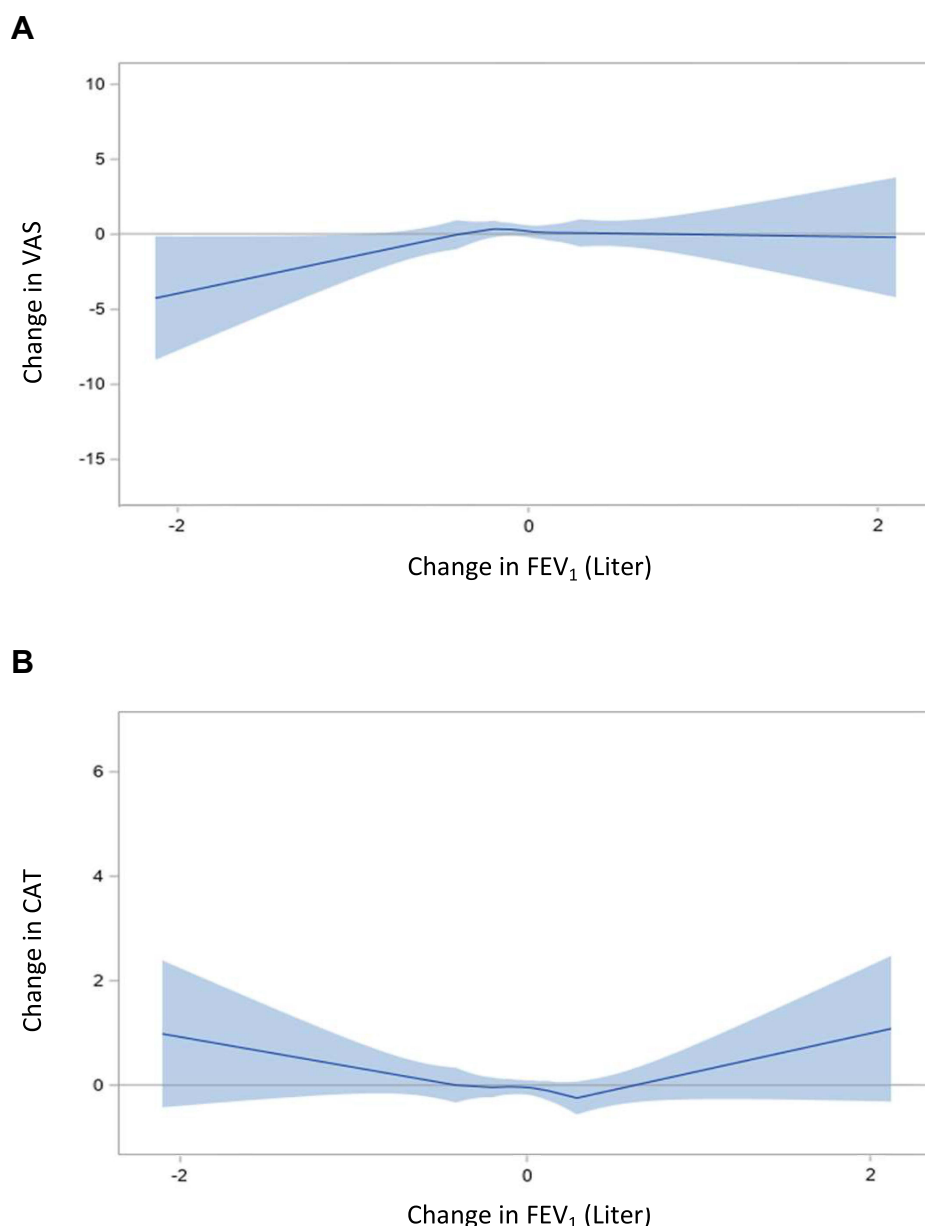 A
10
5
0
-5
-10
-15
Change in VAS
-2 0 2
Change in FEV₁ (Liter)
B
6
4
2
0
Change in CAT
-2 0 2
Change in FEV₁ (Liter)